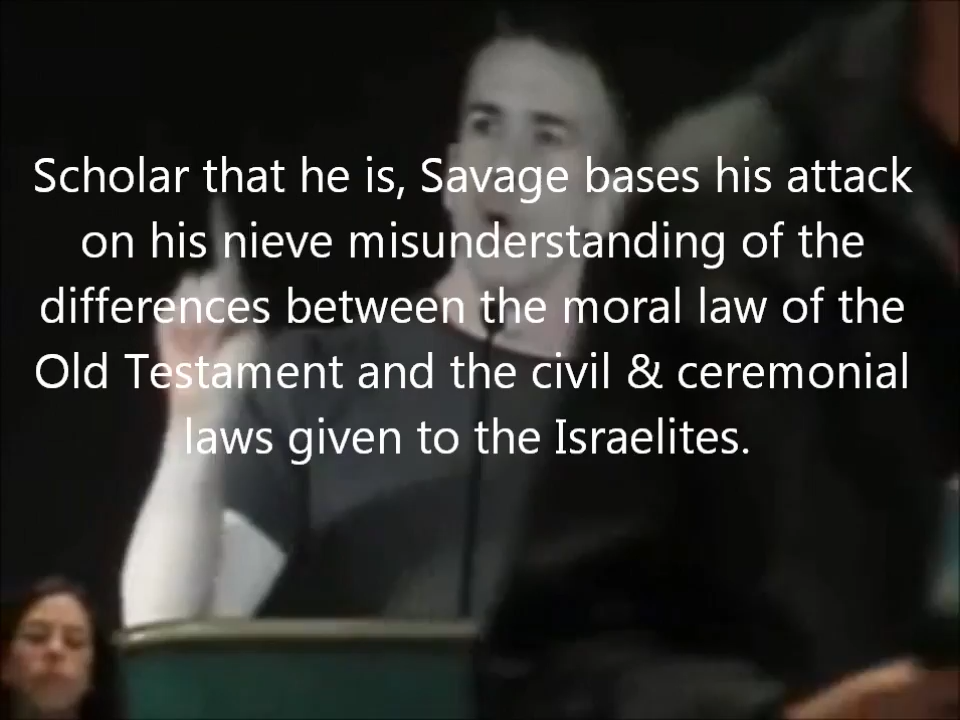 Scholar that he is, Savage bases his attack
on his nieve misunderstanding of the
differences between the moral law of the
Old Testament and the civil & ceremonial
laws given to the Israelites.